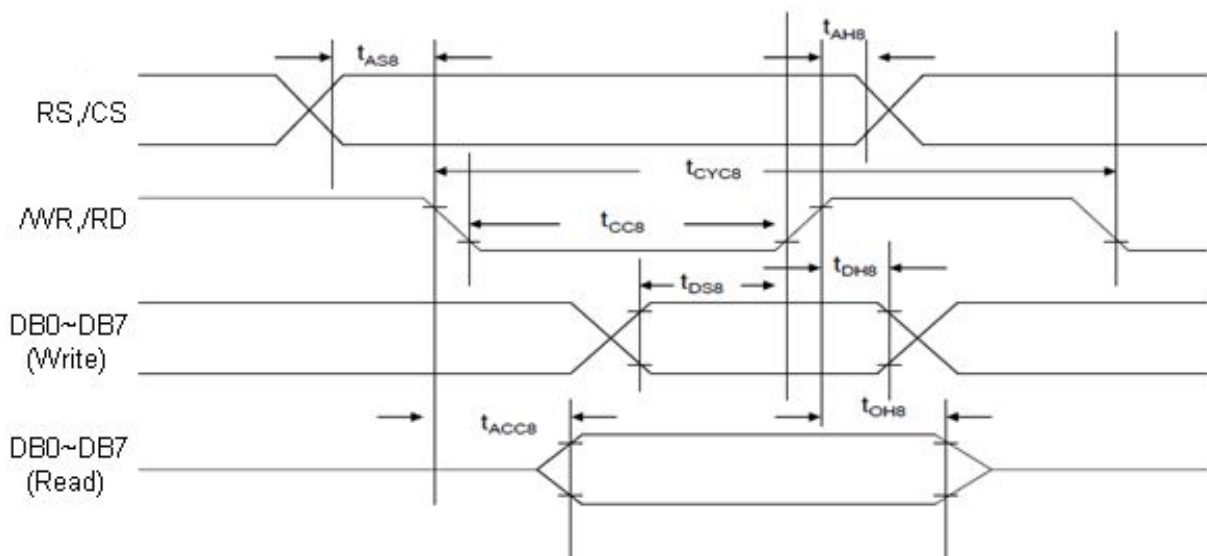 tAS8
tAH8
RS,/CS
tCYC8
/WR,/RD
tCC8
tDH8
tDS8
DB0~DB7
(Write)
tACC8
tOH8
DB0~DB7
(Read)